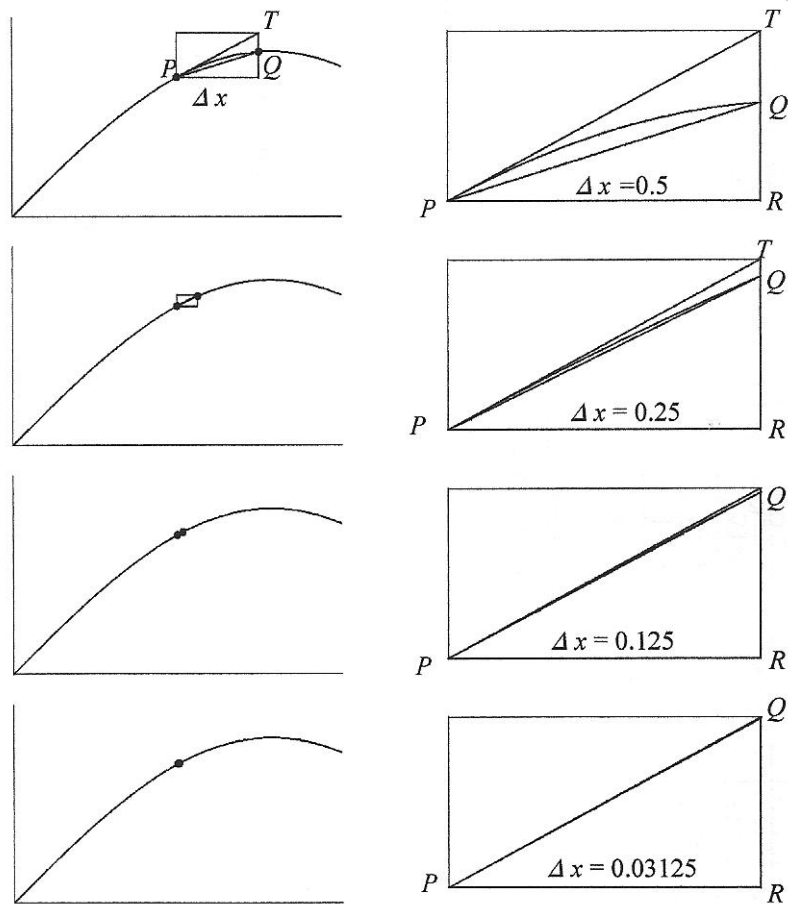 T
P
Q
Δ x
T
Q
Δ x =0.5
P
R
T
Q
Δ x = 0.25
P
R
Q
Δ x = 0.125
P
R
Q
Δ x = 0.03125
P
R